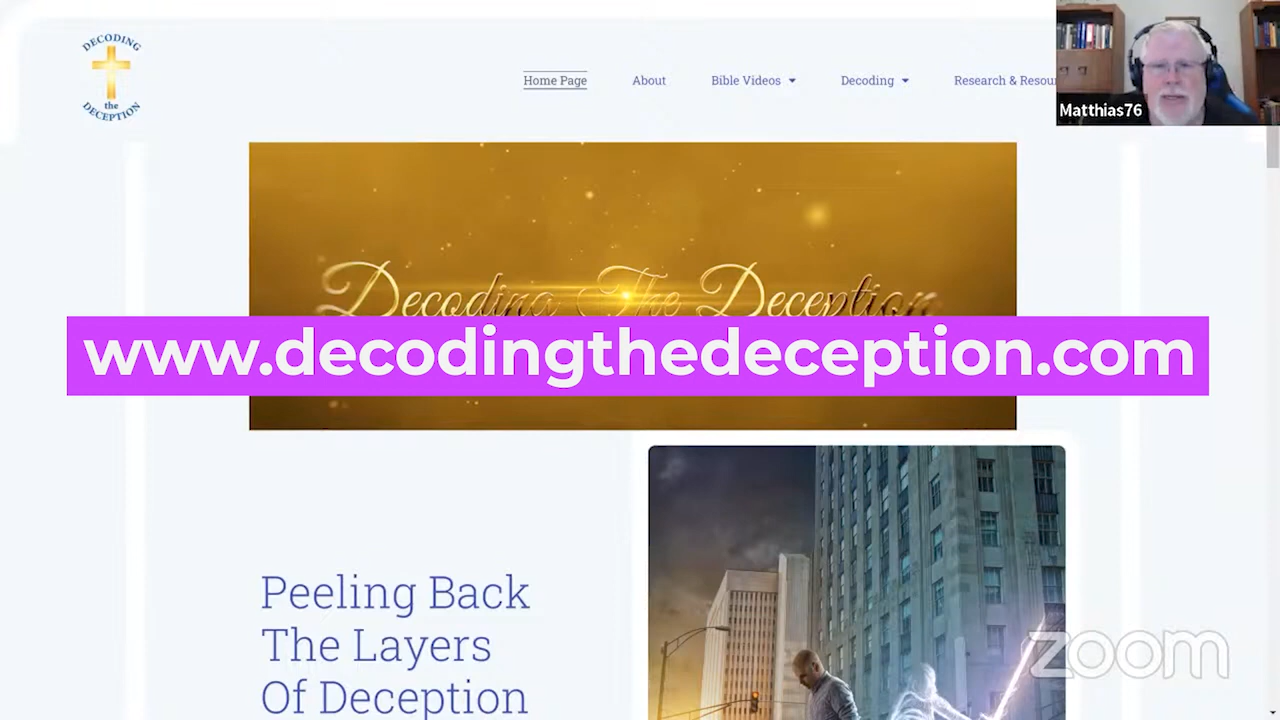 DECODING
the
DECEPTION
Home Page
About
Bible Videos
Decoding
Research & Resour
Matthias76
Decoding The Deception
www.decodingthedeception.com
Peeling Back
The Layers
Of Deception
zoom